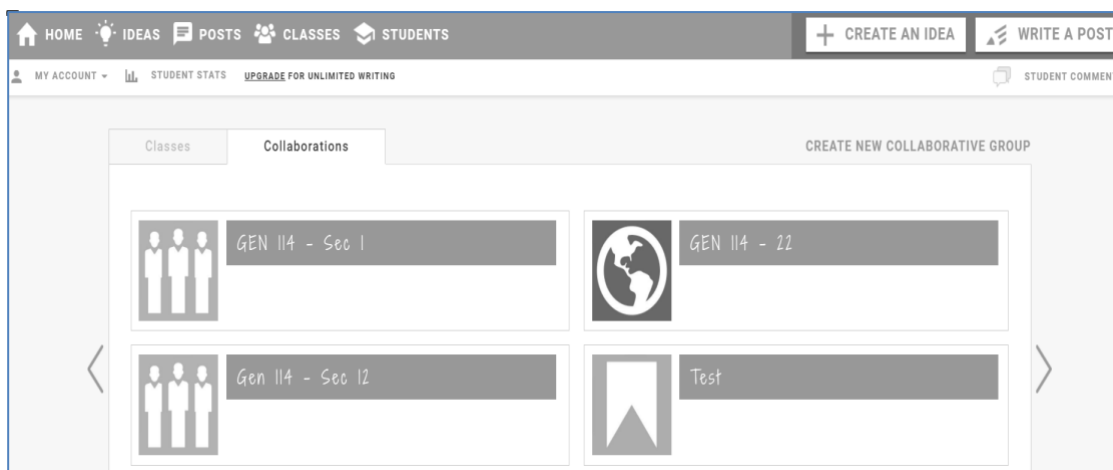 HOME IDEAS POSTS CLASSES STUDENTS CREATE AN IDEA WRITE A POST
MY ACCOUNT STUDENT STATS UPGRADE FOR UNLIMITED WRITING STUDENT COMMEN
Classes Collaborations CREATE NEW COLLABORATIVE GROUP
GEN 114 - Sec 1
GEN 114 - 22
Gen 114 - Sec 12
Test